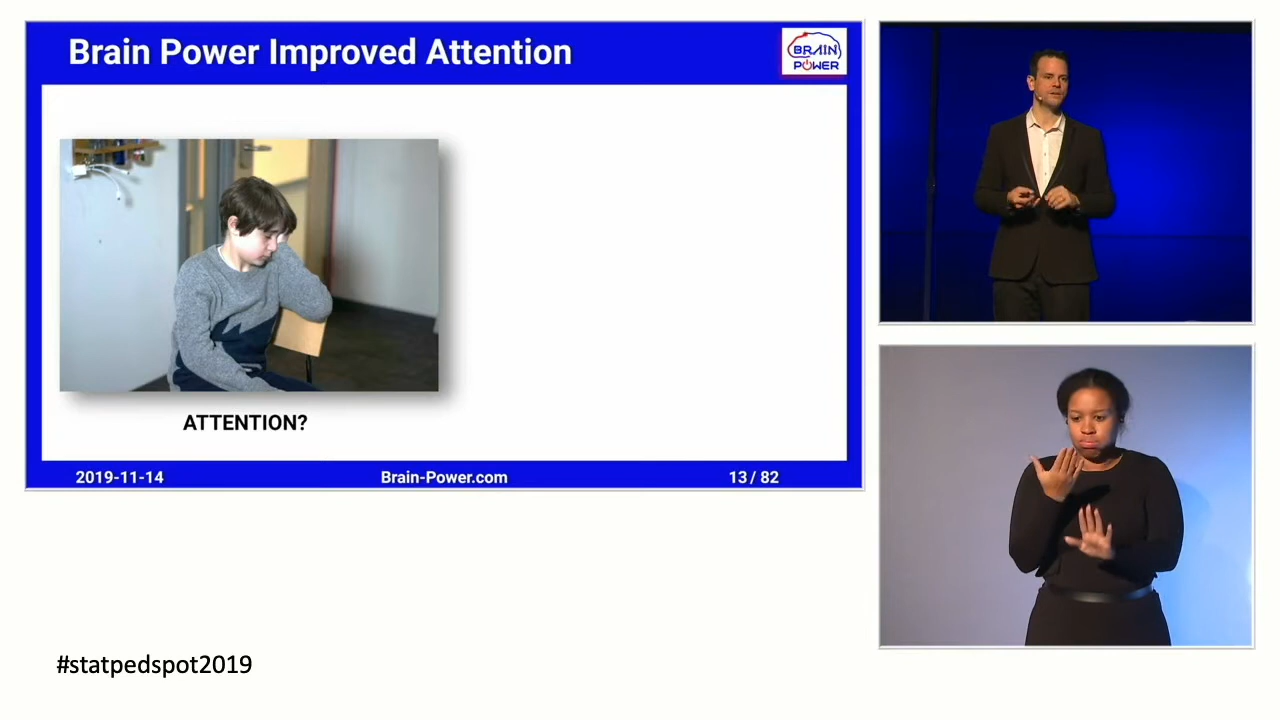 Brain Power Improved Attention
BRAIN
POWER
ATTENTION?
2019-11-14
Brain-Power.com
13 / 82
#statpedspot2019